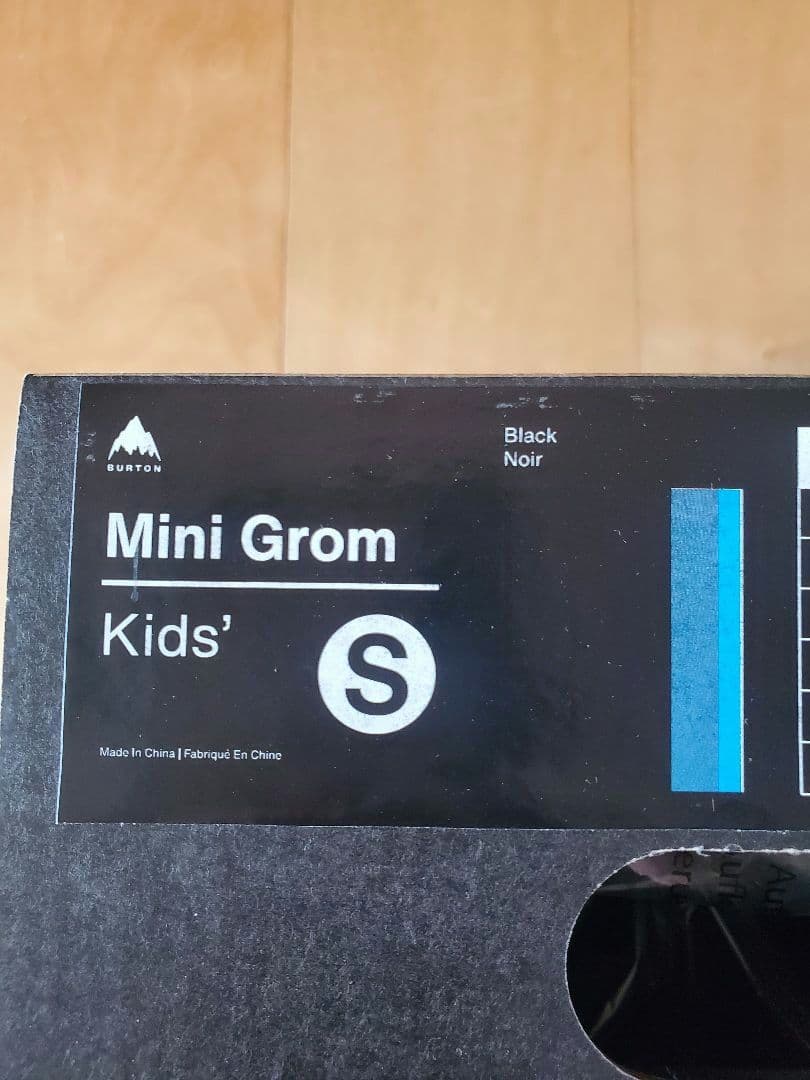 BURTON
Black
Noir
Mini Grom
Kids’
S
Made In China | Fabriqué En Chine